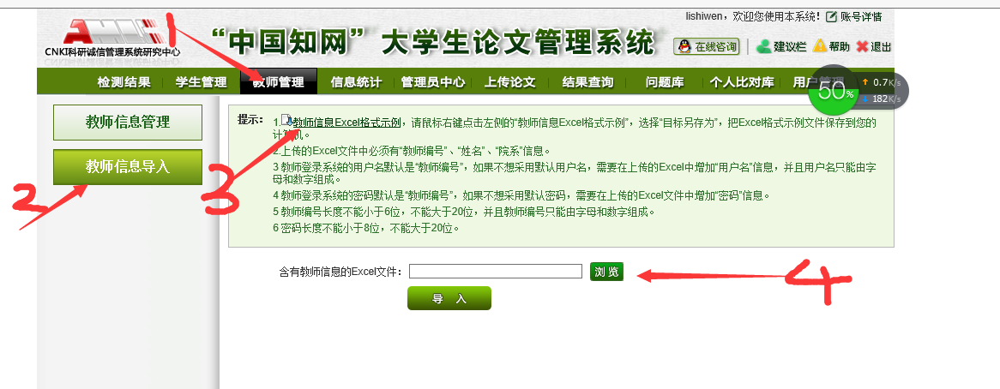 lishiwen，欢迎您使用本系统! 账号详情
CNKI科研诚信管理系统研究中心
“中国知网”大学生论文管理系统
在线咨询 建议栏 帮助 退出
检测结果 学生管理 教师管理 信息统计 管理员中心 上传论文 结果查询 问题库 个人比对库 用户管理
50% 0.7K/s
182K/s
1
教师信息管理
教师信息导入
2
3
4
提示： 1. 教师信息Excel格式示例，请鼠标右键点击左侧的“教师信息Excel格式示例”，选择“目标另存为”，把Excel格式示例文件保存到您的
计算机。
2.上传的Excel文件中必须有“教师编号”、“姓名”、“院系”信息。
3 教师登录系统的用户名默认是“教师编号”，如果不想采用默认用户名，需要在上传的Excel中增加“用户名”信息，并且用户名只能由字
母和数字组成。
4 教师登录系统的密码默认是“教师编号”，如果不想采用默认密码，需要在上传的Excel文件中增加“密码”信息。
5 教师编号长度不能小于6位，不能大于20位，并且教师编号只能由字母和数字组成。
6 密码长度不能小于8位，不能大于20位。
含有教师信息的Excel文件： 浏览
导 入